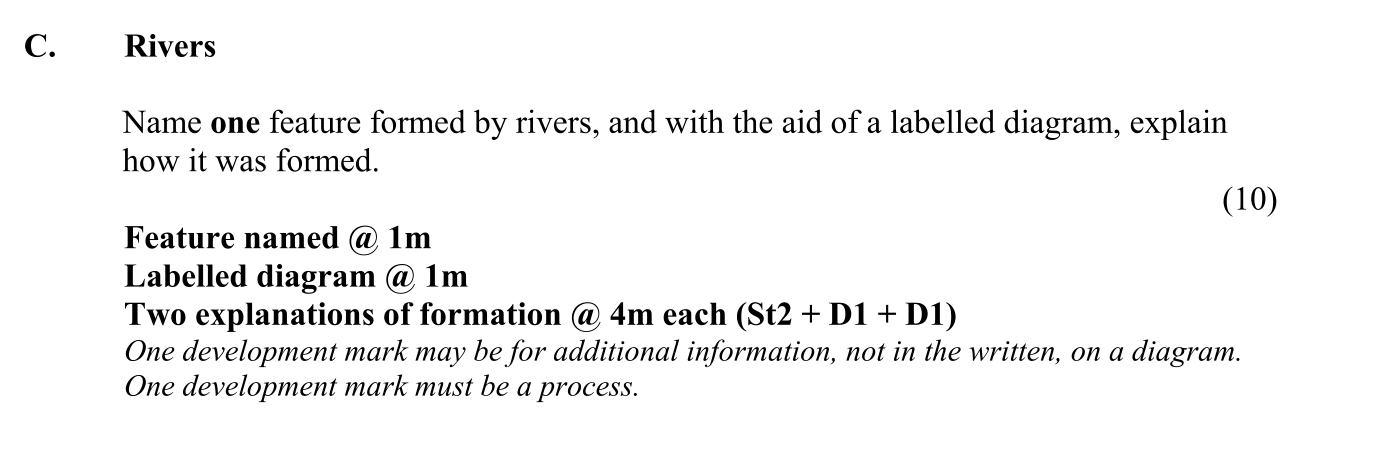 C. Rivers
Name one feature formed by rivers, and with the aid of a labelled diagram, explain
how it was formed.
(10)
Feature named @ 1m
Labelled diagram @ 1m
Two explanations of formation @ 4m each (St2 + D1 + D1)
One development mark may be for additional information, not in the written, on a diagram.
One development mark must be a process.